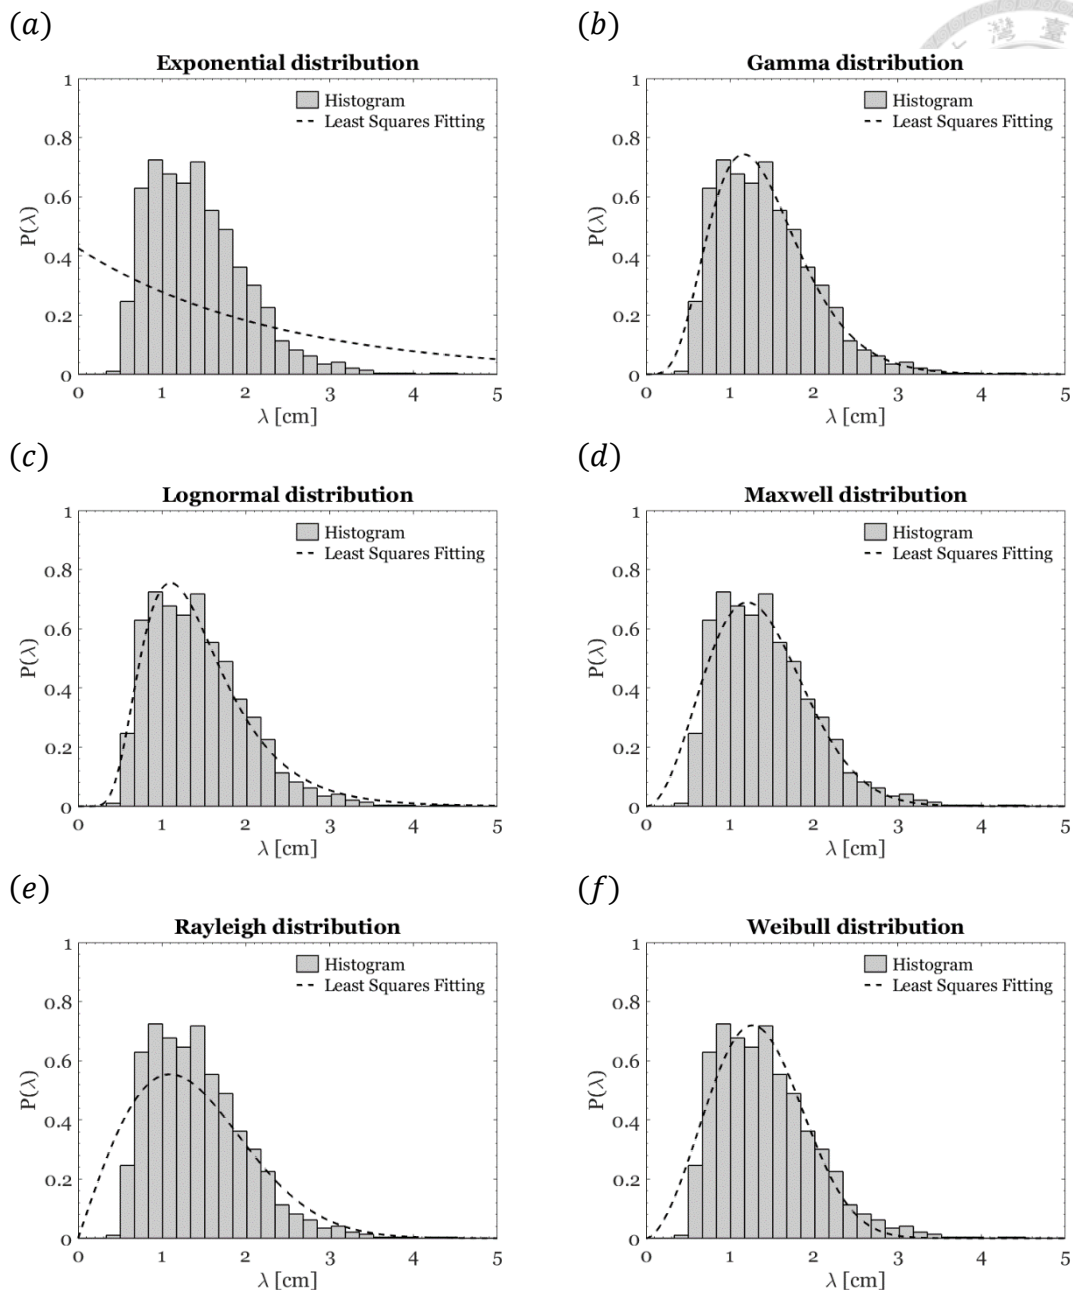 (a)
(b)
灣 臺
Exponential distribution
Histogram
Least Squares Fitting
P(λ)
1
0.8
0.6
0.4
0.2
0
0 1 2 3 4 5
λ [cm]
Gamma distribution
Histogram
Least Squares Fitting
P(λ)
1
0.8
0.6
0.4
0.2
0
0 1 2 3 4 5
λ [cm]
(c)
(d)
Lognormal distribution
Histogram
Least Squares Fitting
P(λ)
1
0.8
0.6
0.4
0.2
0
0 1 2 3 4 5
λ [cm]
Maxwell distribution
Histogram
Least Squares Fitting
P(λ)
1
0.8
0.6
0.4
0.2
0
0 1 2 3 4 5
λ [cm]
(e)
(f)
Rayleigh distribution
Histogram
Least Squares Fitting
P(λ)
1
0.8
0.6
0.4
0.2
0
0 1 2 3 4 5
λ [cm]
Weibull distribution
Histogram
Least Squares Fitting
P(λ)
1
0.8
0.6
0.4
0.2
0
0 1 2 3 4 5
λ [cm]